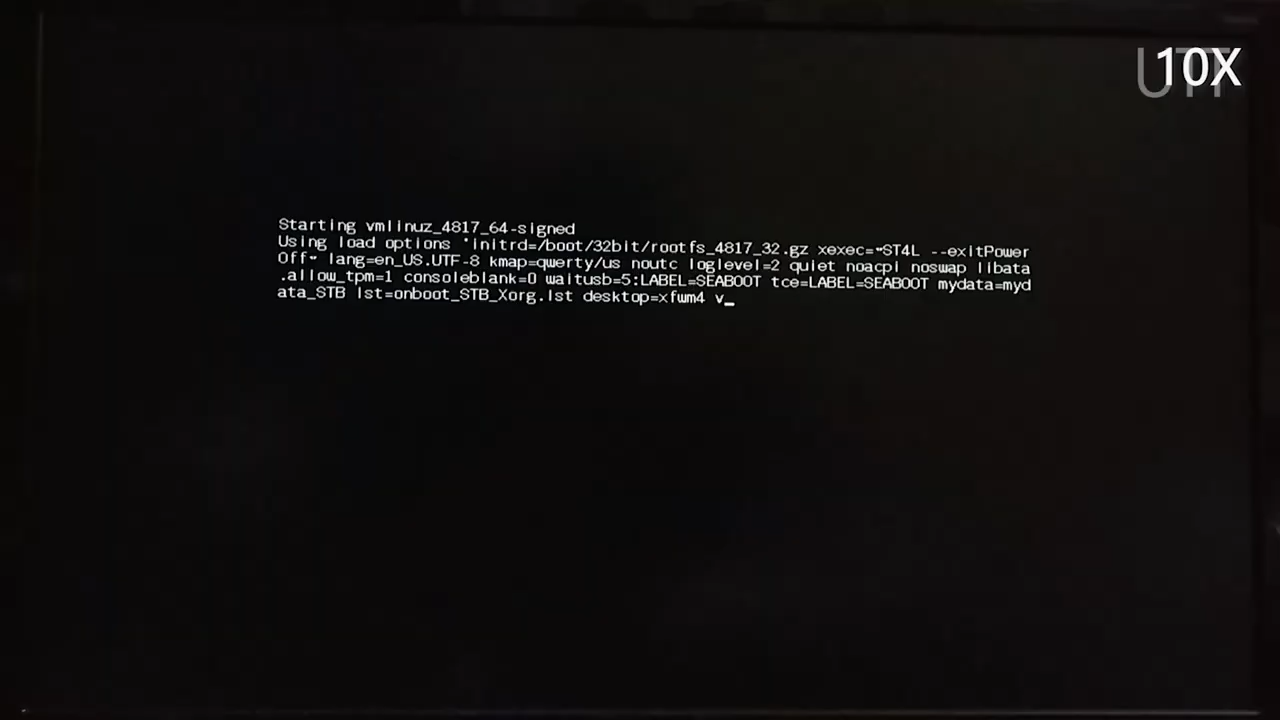 UTT
10X
Starting vmlinuz_4817_64-signed
Using load options 'initrd=/boot/32bit/rootfs_4817_32.gz xexec="ST4L --exitPower
Off" lang=en_US.UTF-8 kmap=qwerty/us noutc loglevel=2 quiet noacpi noswap libata
.allow_tpm=1 consoleblank=0 waitusb=5:LABEL=SEABOOT tce=LABEL=SEABOOT mydata=myd
ata_STB lst=onboot_STB_Xorg.lst desktop=xfwm4 v_